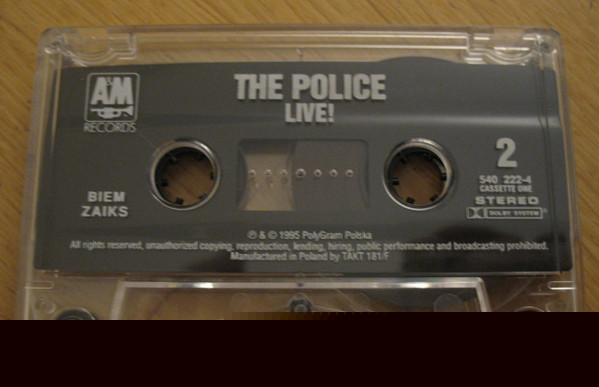 A&M
RECORDS
THE POLICE
LIVE!
2
540 222-4
CASSETTE ONE
STEREO
DOLBY SYSTEM
BIEM
ZAIKS
℗ & © 1995 PolyGram Polska
All rights reserved, unauthorized copying, reproduction, lending, hiring, public performance and broadcasting prohibited.
Manufactured in Poland by TAKT 181/F